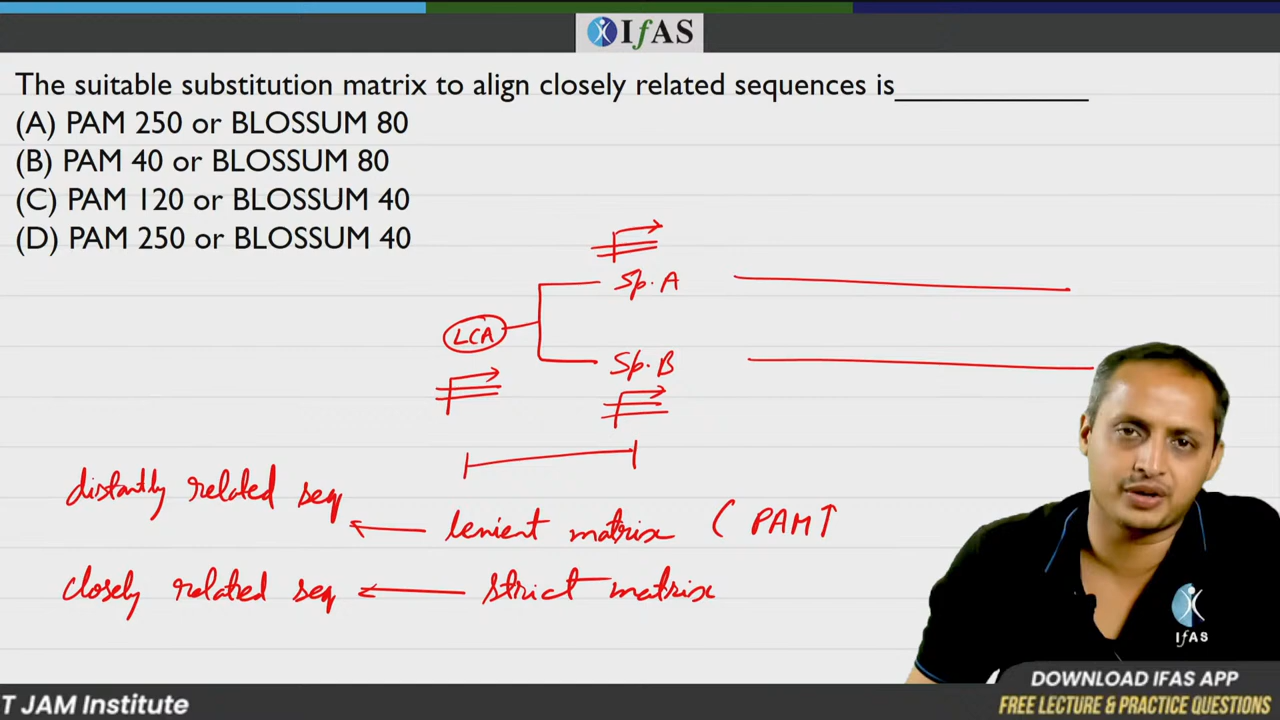 IfAS
The suitable substitution matrix to align closely related sequences is____________
(A) PAM 250 or BLOSSUM 80
(B) PAM 40 or BLOSSUM 80
(C) PAM 120 or BLOSSUM 40
(D) PAM 250 or BLOSSUM 40
Sp. A
LCA
Sp. B
distantly related seq
lenient matrix ( PAM↑
closely related seq
strict matrix
IfAS
DOWNLOAD IFAS APP
FREE LECTURE & PRACTICE QUESTIONS
T JAM Institute